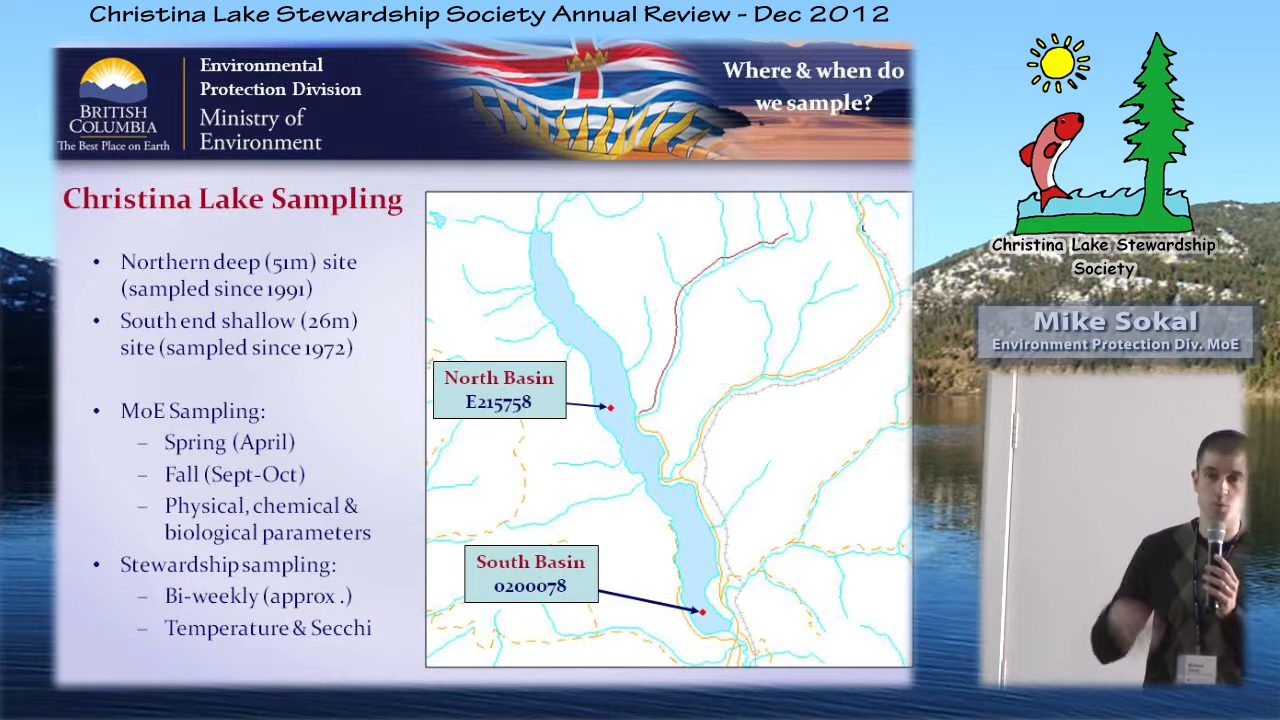 Christina Lake Stewardship Society Annual Review - Dec 2012
BRITISH
COLUMBIA
The Best Place on Earth
Environmental
Protection Division
Ministry of
Environment
Where & when do
we sample?
Christina Lake Sampling
• Northern deep (51m) site
(sampled since 1991)
• South end shallow (26m)
site (sampled since 1972)
• MoE Sampling:
– Spring (April)
– Fall (Sept-Oct)
– Physical, chemical &
biological parameters
• Stewardship sampling:
– Bi-weekly (approx .)
– Temperature & Secchi
North Basin
E215758
South Basin
0200078
Christina Lake Stewardship
Society
Mike Sokal
Environment Protection Div. MoE